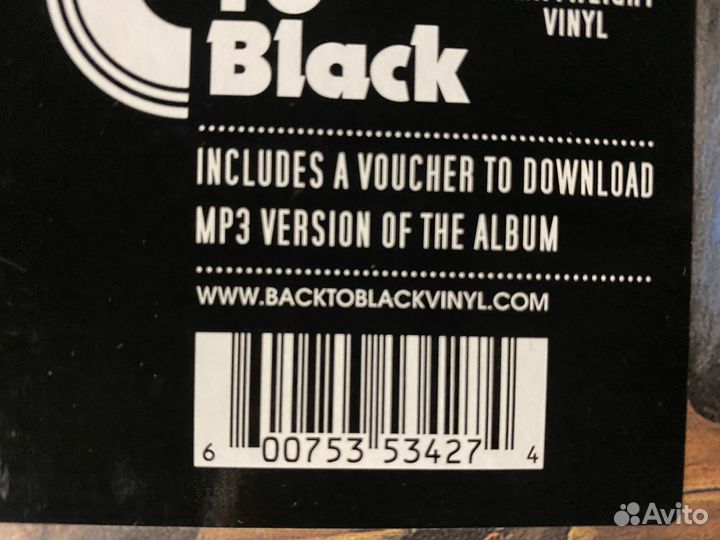 VINYL
To
Black
INCLUDES A VOUCHER TO DOWNLOAD
MP3 VERSION OF THE ALBUM
WWW.BACKTOBLACKVINYL.COM
6 00753 53427 4
Avito